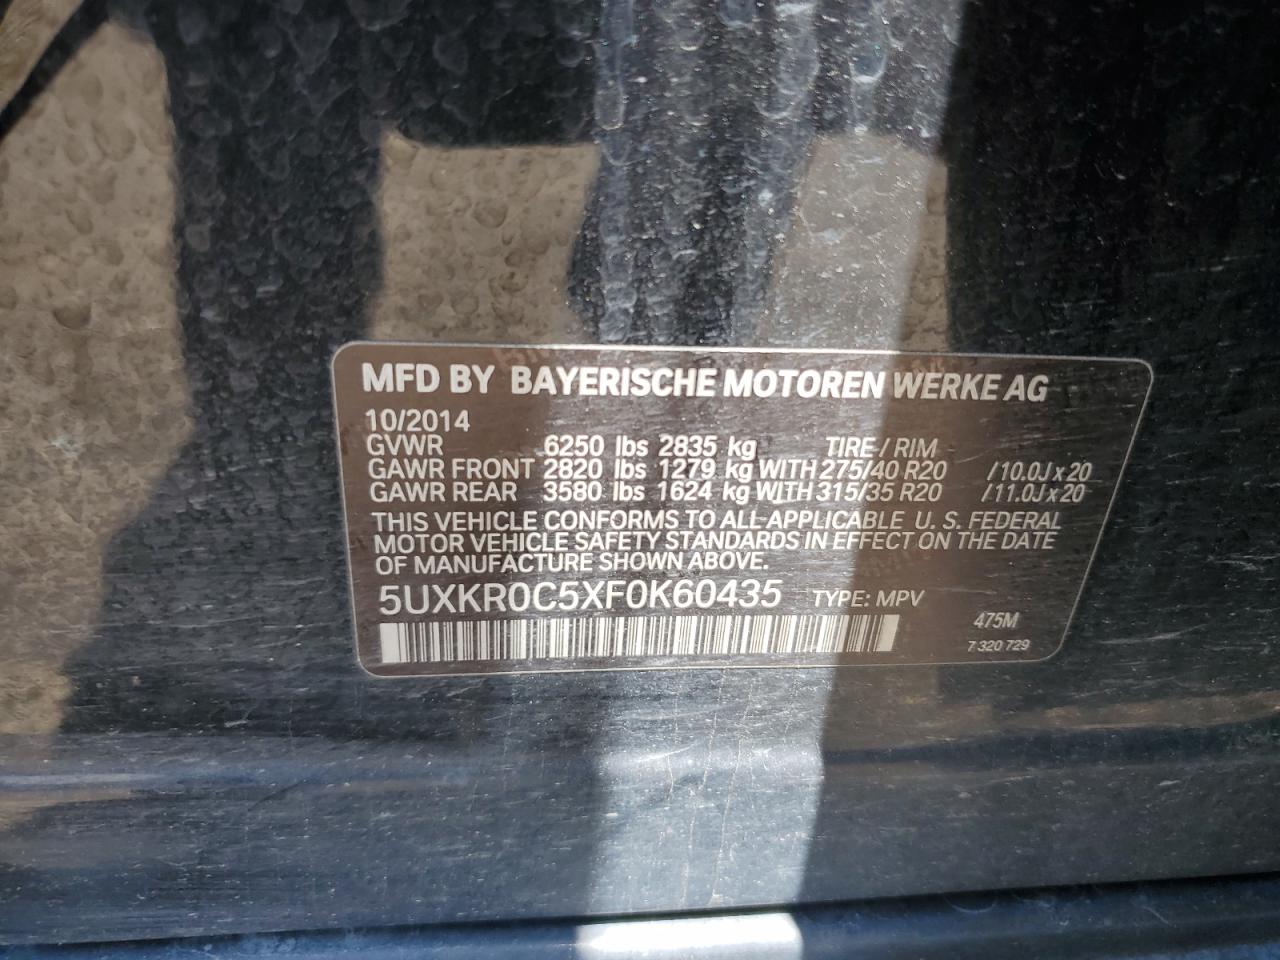 MFD BY BAYERISCHE MOTOREN WERKE AG
10/2014
GVWR 6250 lbs 2835 kg TIRE / RIM
GAWR FRONT 2820 lbs 1279 kg WITH 275/40 R20 /10.0J x 20
GAWR REAR 3580 lbs 1624 kg WITH 315/35 R20 /11.0J x 20
THIS VEHICLE CONFORMS TO ALL APPLICABLE U. S. FEDERAL
MOTOR VEHICLE SAFETY STANDARDS IN EFFECT ON THE DATE
OF MANUFACTURE SHOWN ABOVE.
5UXKR0C5XF0K60435 TYPE: MPV
475M
7 320 729